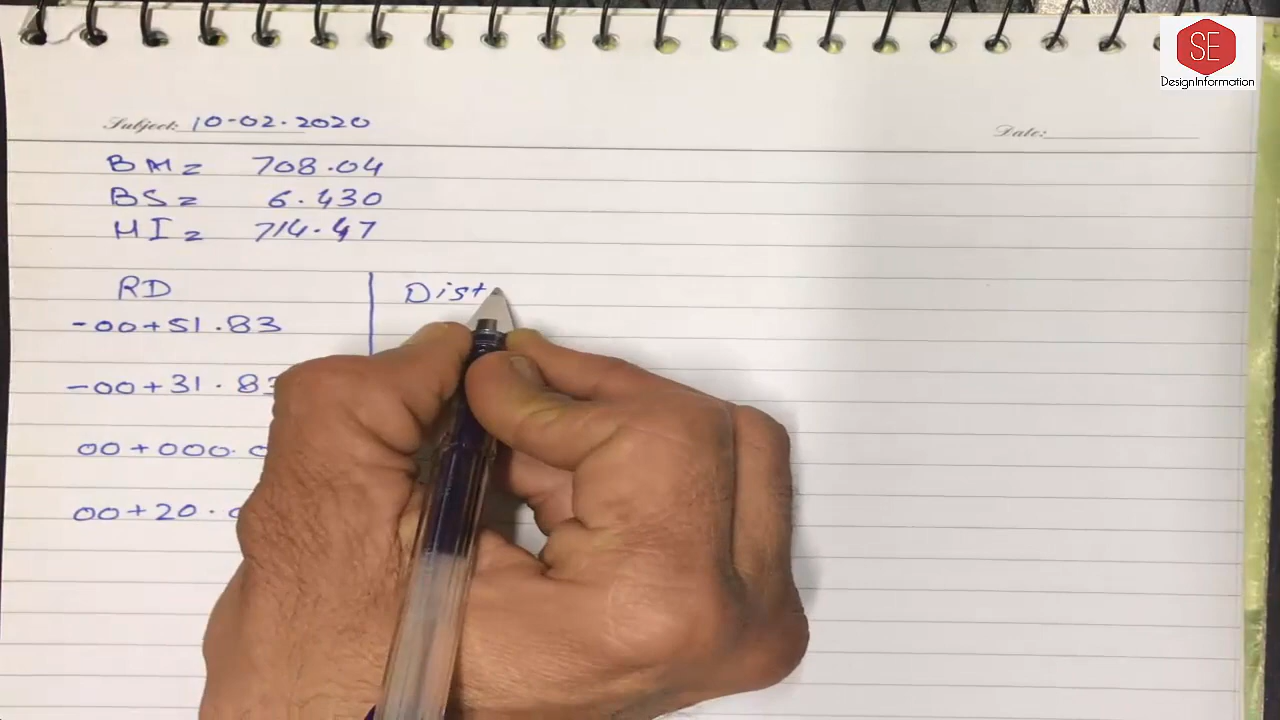 SE
DesignInformation
Subject: 10-02.2020
Date:
BM = 708.04
BS = 6.430
HI = 714.47
RD Dist
-00+51.83
-00+31.83
00+000.0
00+20.0